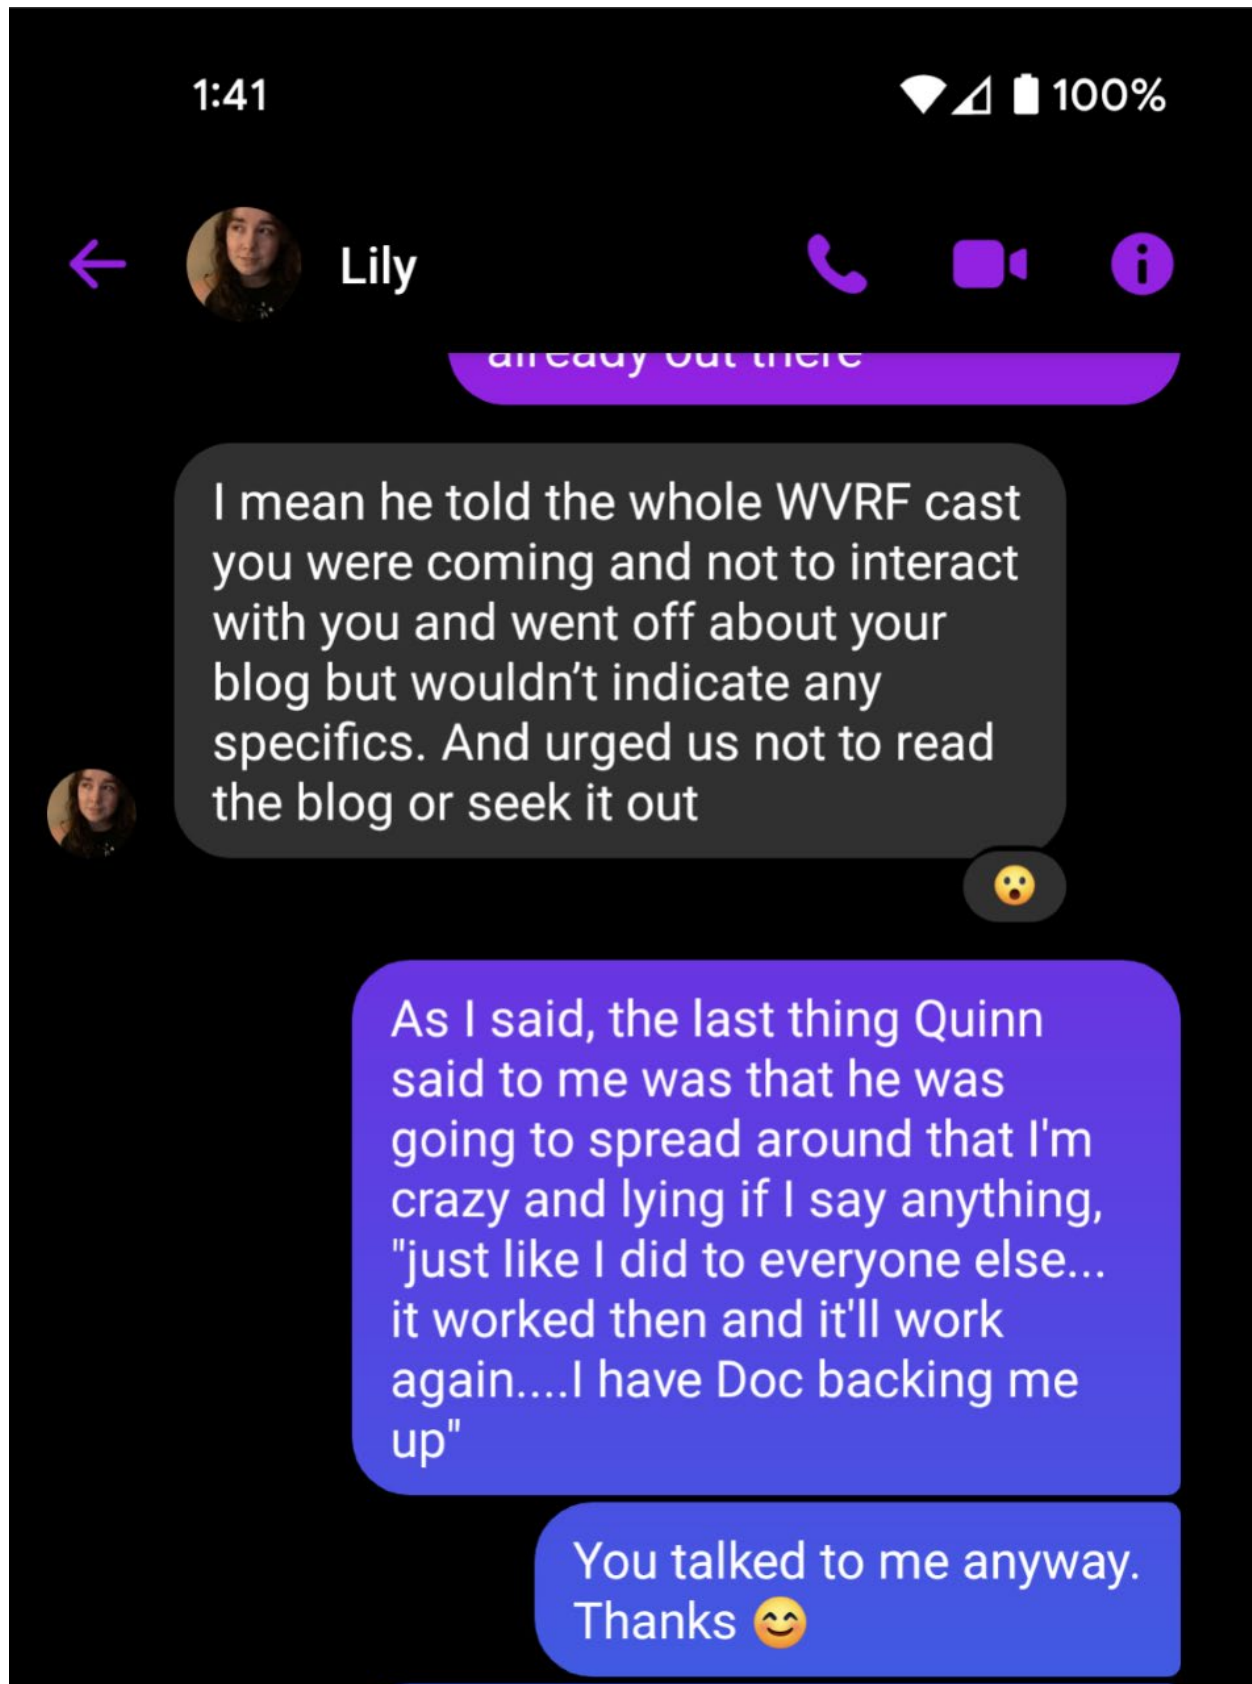 1:41
100%
Lily
already out there
I mean he told the whole WVRF cast
you were coming and not to interact
with you and went off about your
blog but wouldn’t indicate any
specifics. And urged us not to read
the blog or seek it out
😮
As I said, the last thing Quinn
said to me was that he was
going to spread around that I'm
crazy and lying if I say anything,
"just like I did to everyone else...
it worked then and it'll work
again....I have Doc backing me
up"
You talked to me anyway.
Thanks 😊